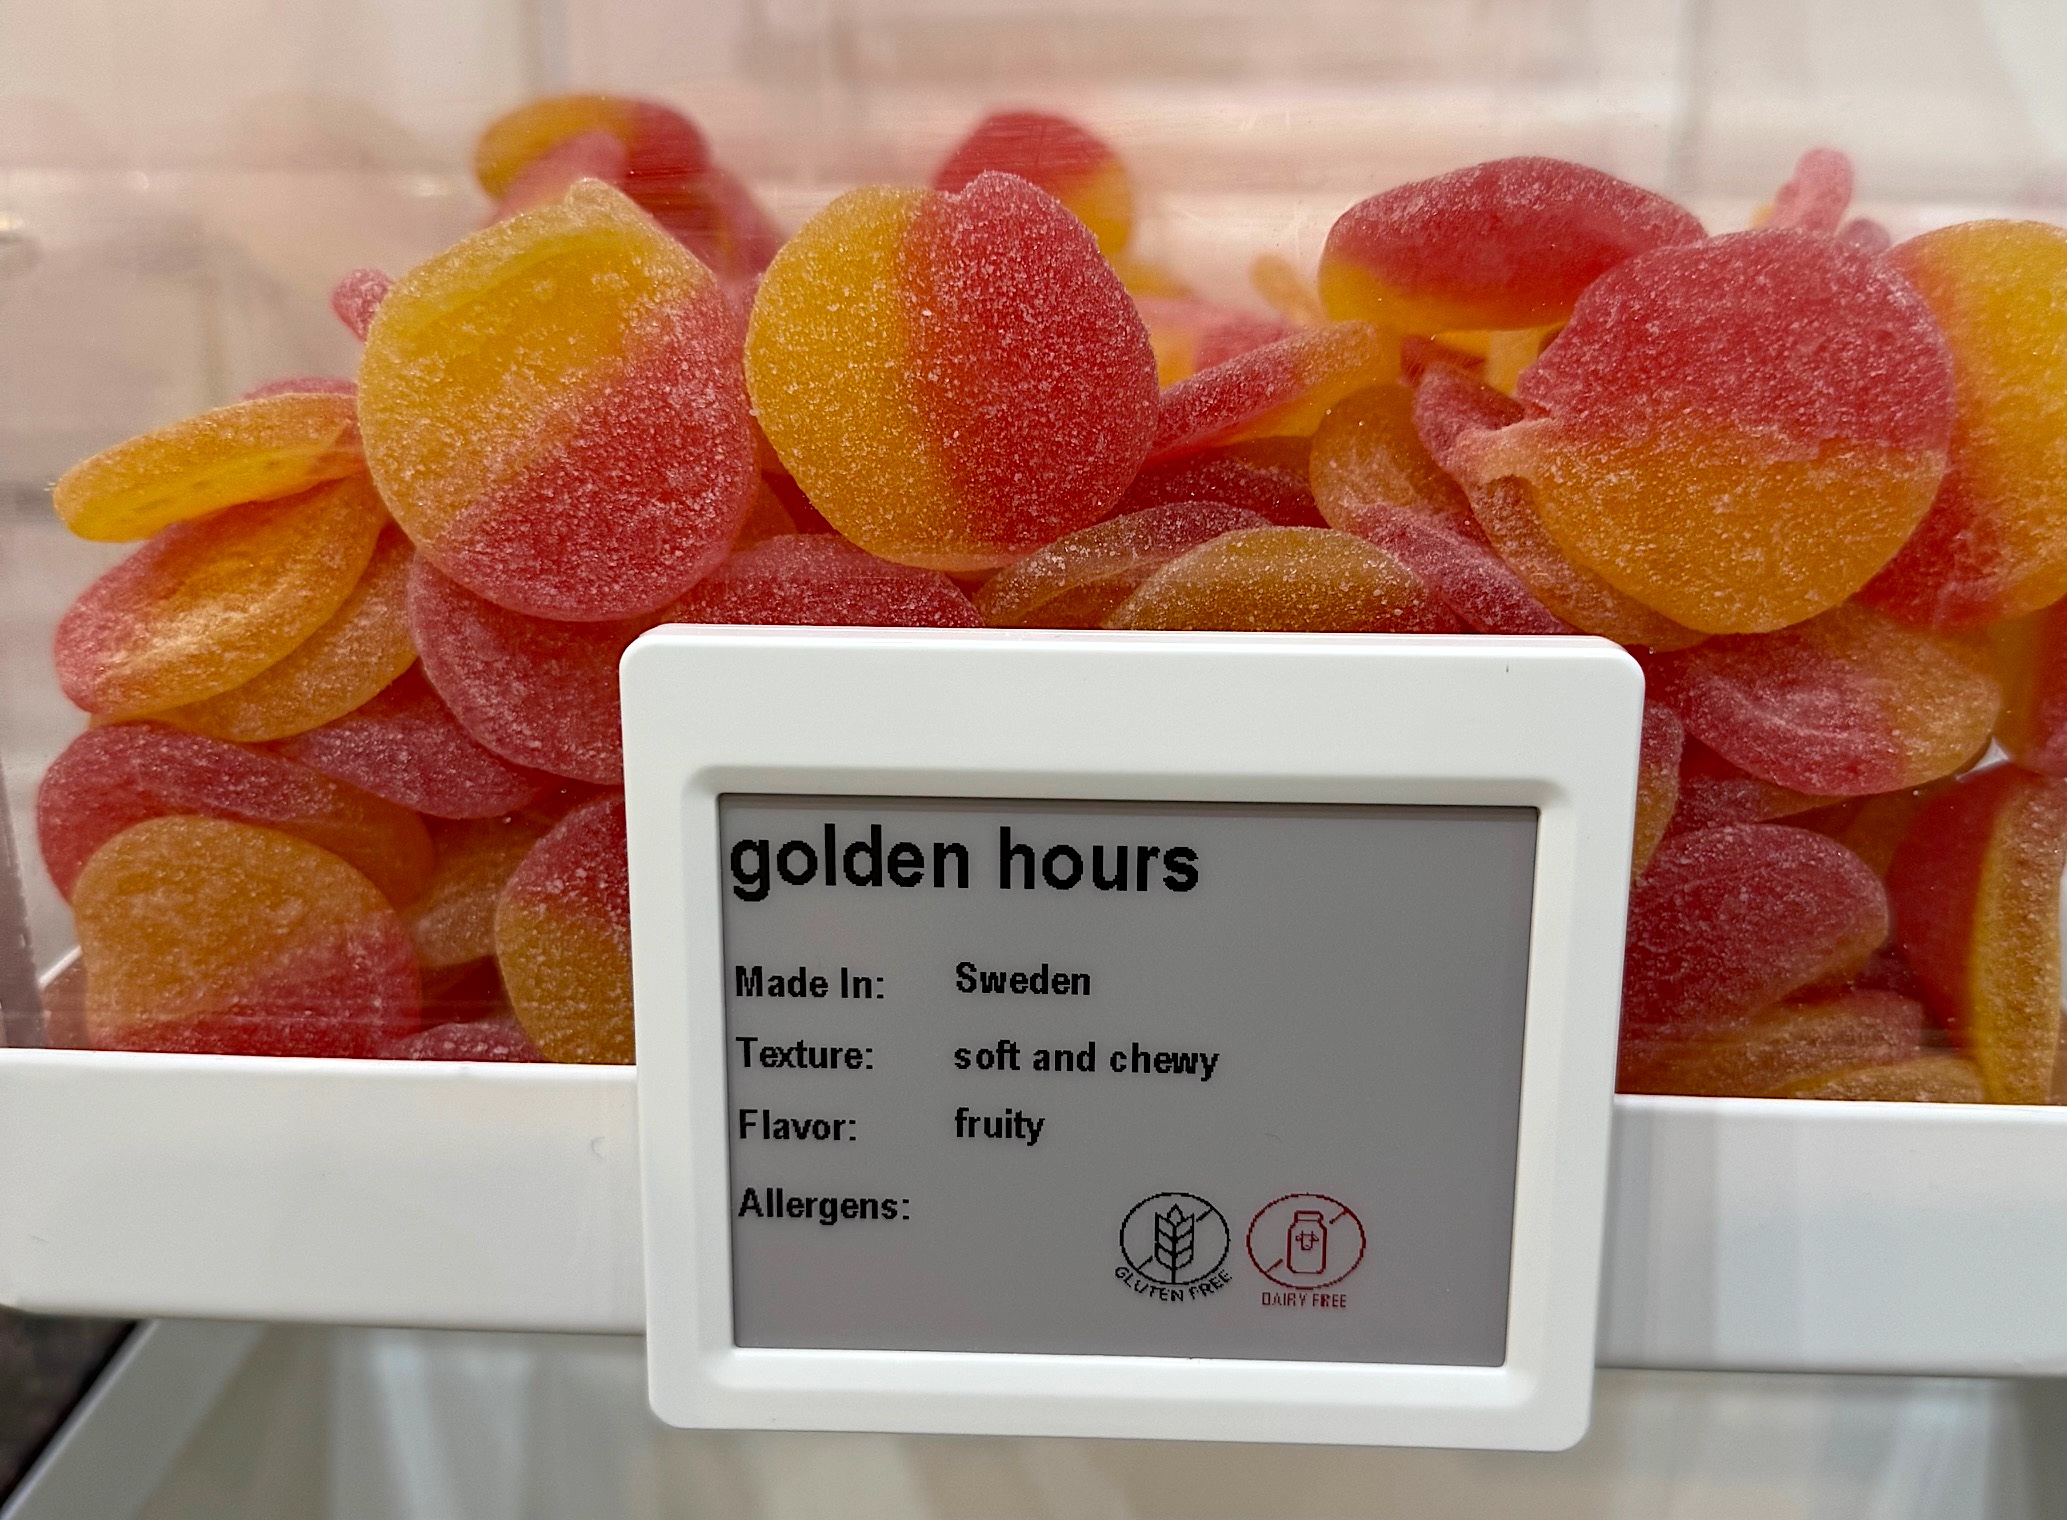 golden hours
Made In: Sweden
Texture: soft and chewy
Flavor: fruity
Allergens:
GLUTEN FREE
DAIRY FREE